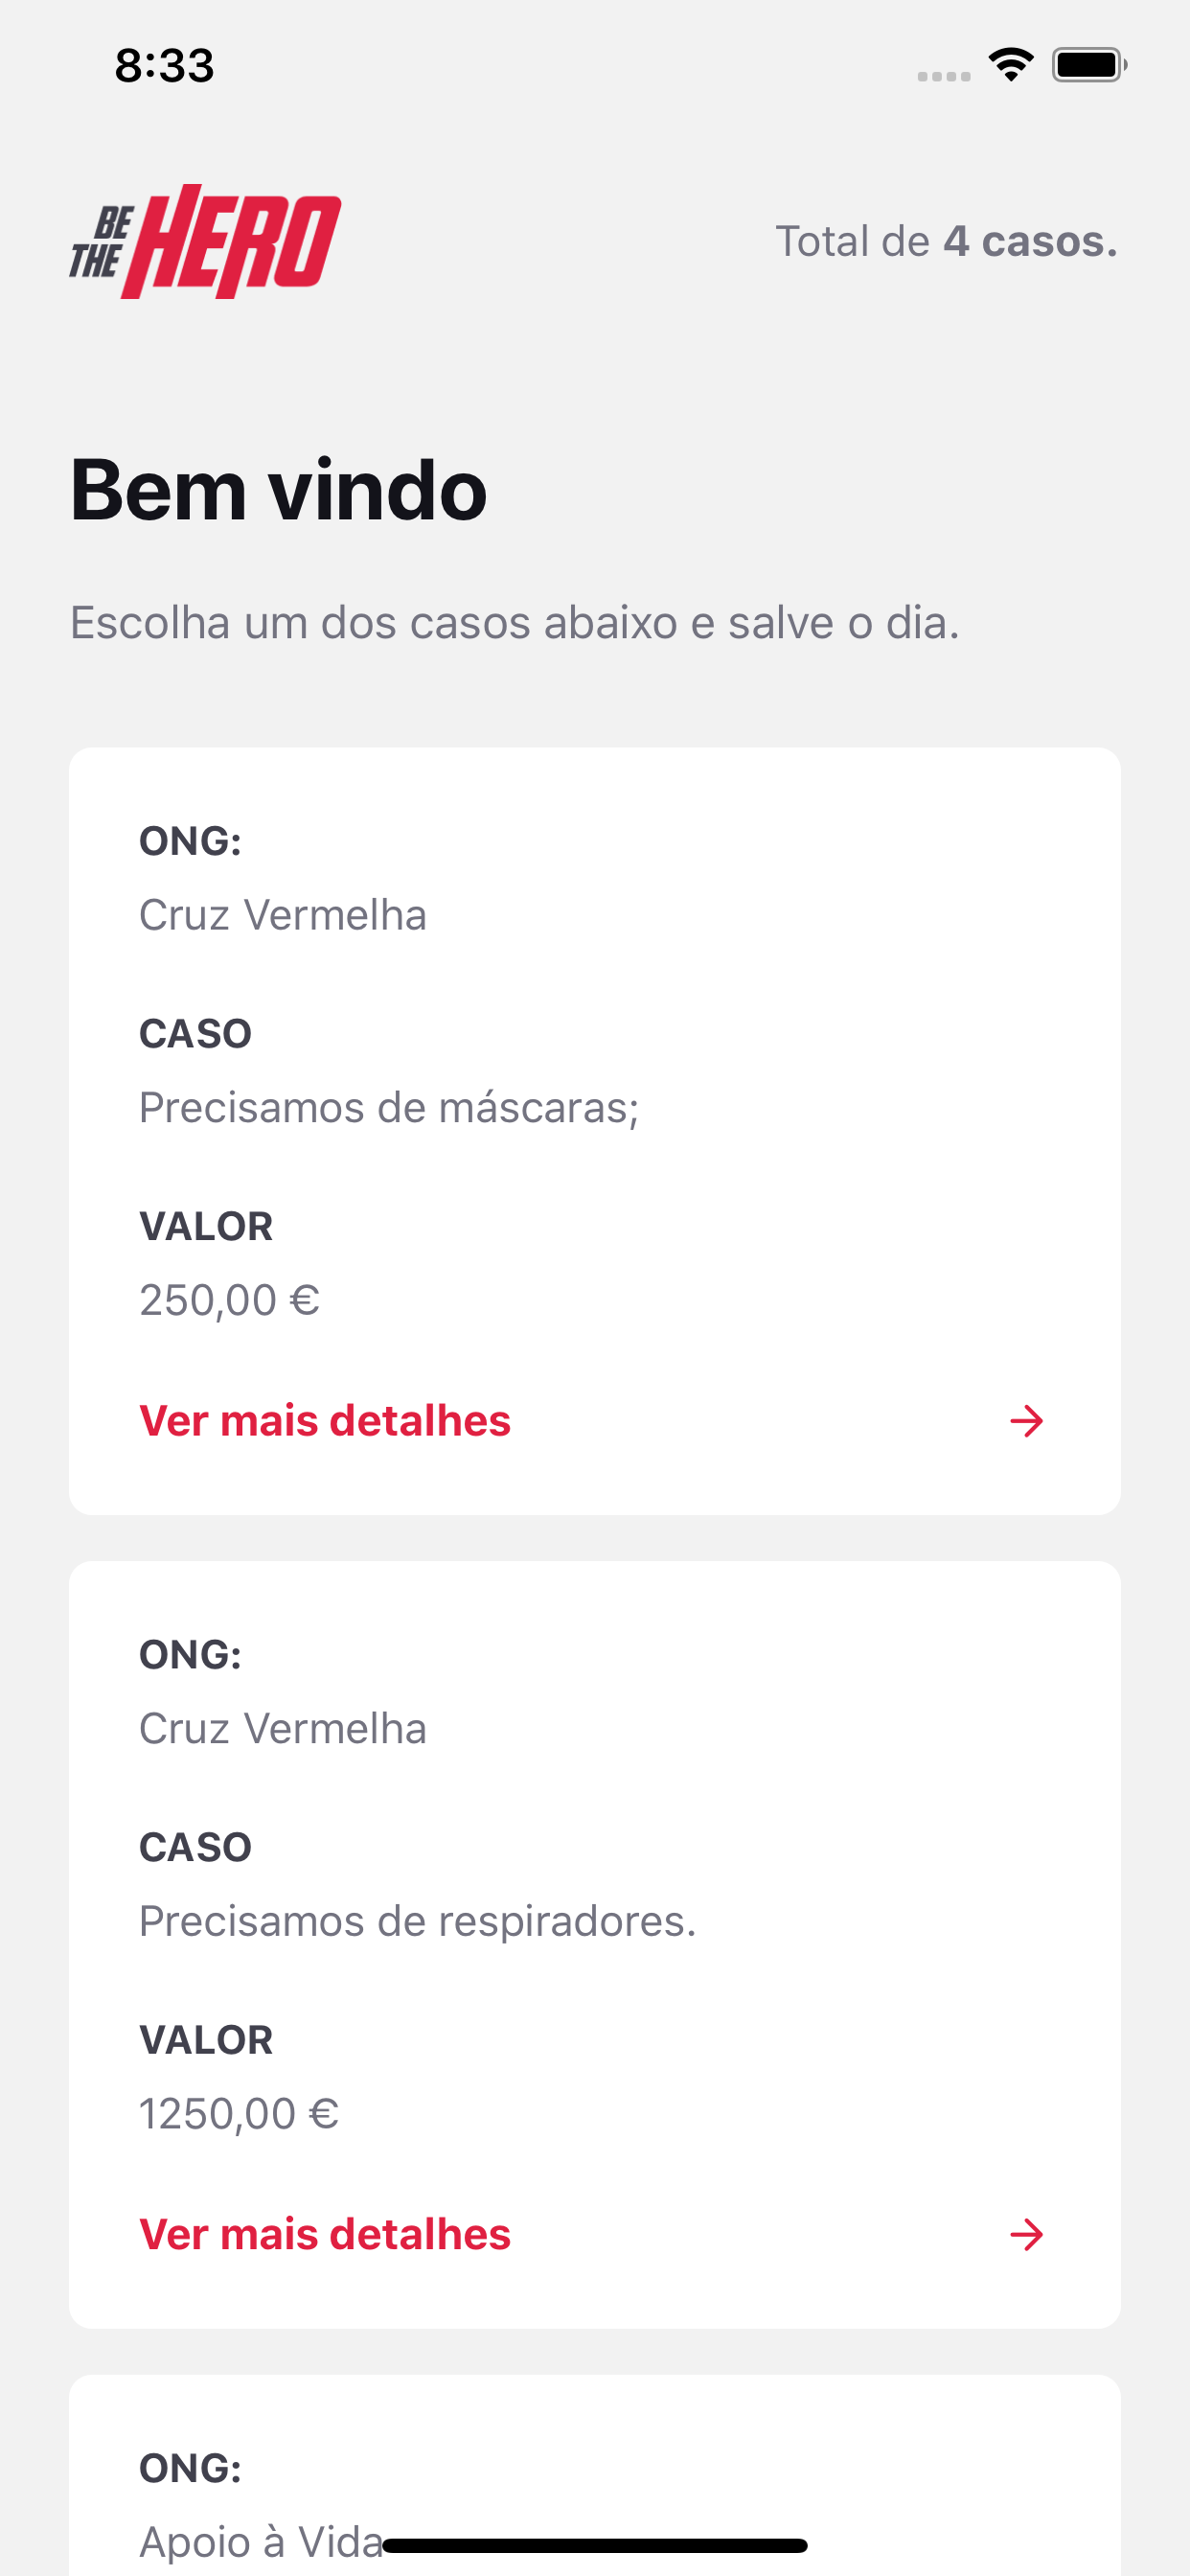 8:33
BE
THE
HERO
Total de 4 casos.
Bem vindo
Escolha um dos casos abaixo e salve o dia.
ONG:
Cruz Vermelha
CASO
Precisamos de máscaras;
VALOR
250,00 €
Ver mais detalhes
ONG:
Cruz Vermelha
CASO
Precisamos de respiradores.
VALOR
1250,00 €
Ver mais detalhes
ONG:
Apoio à Vida